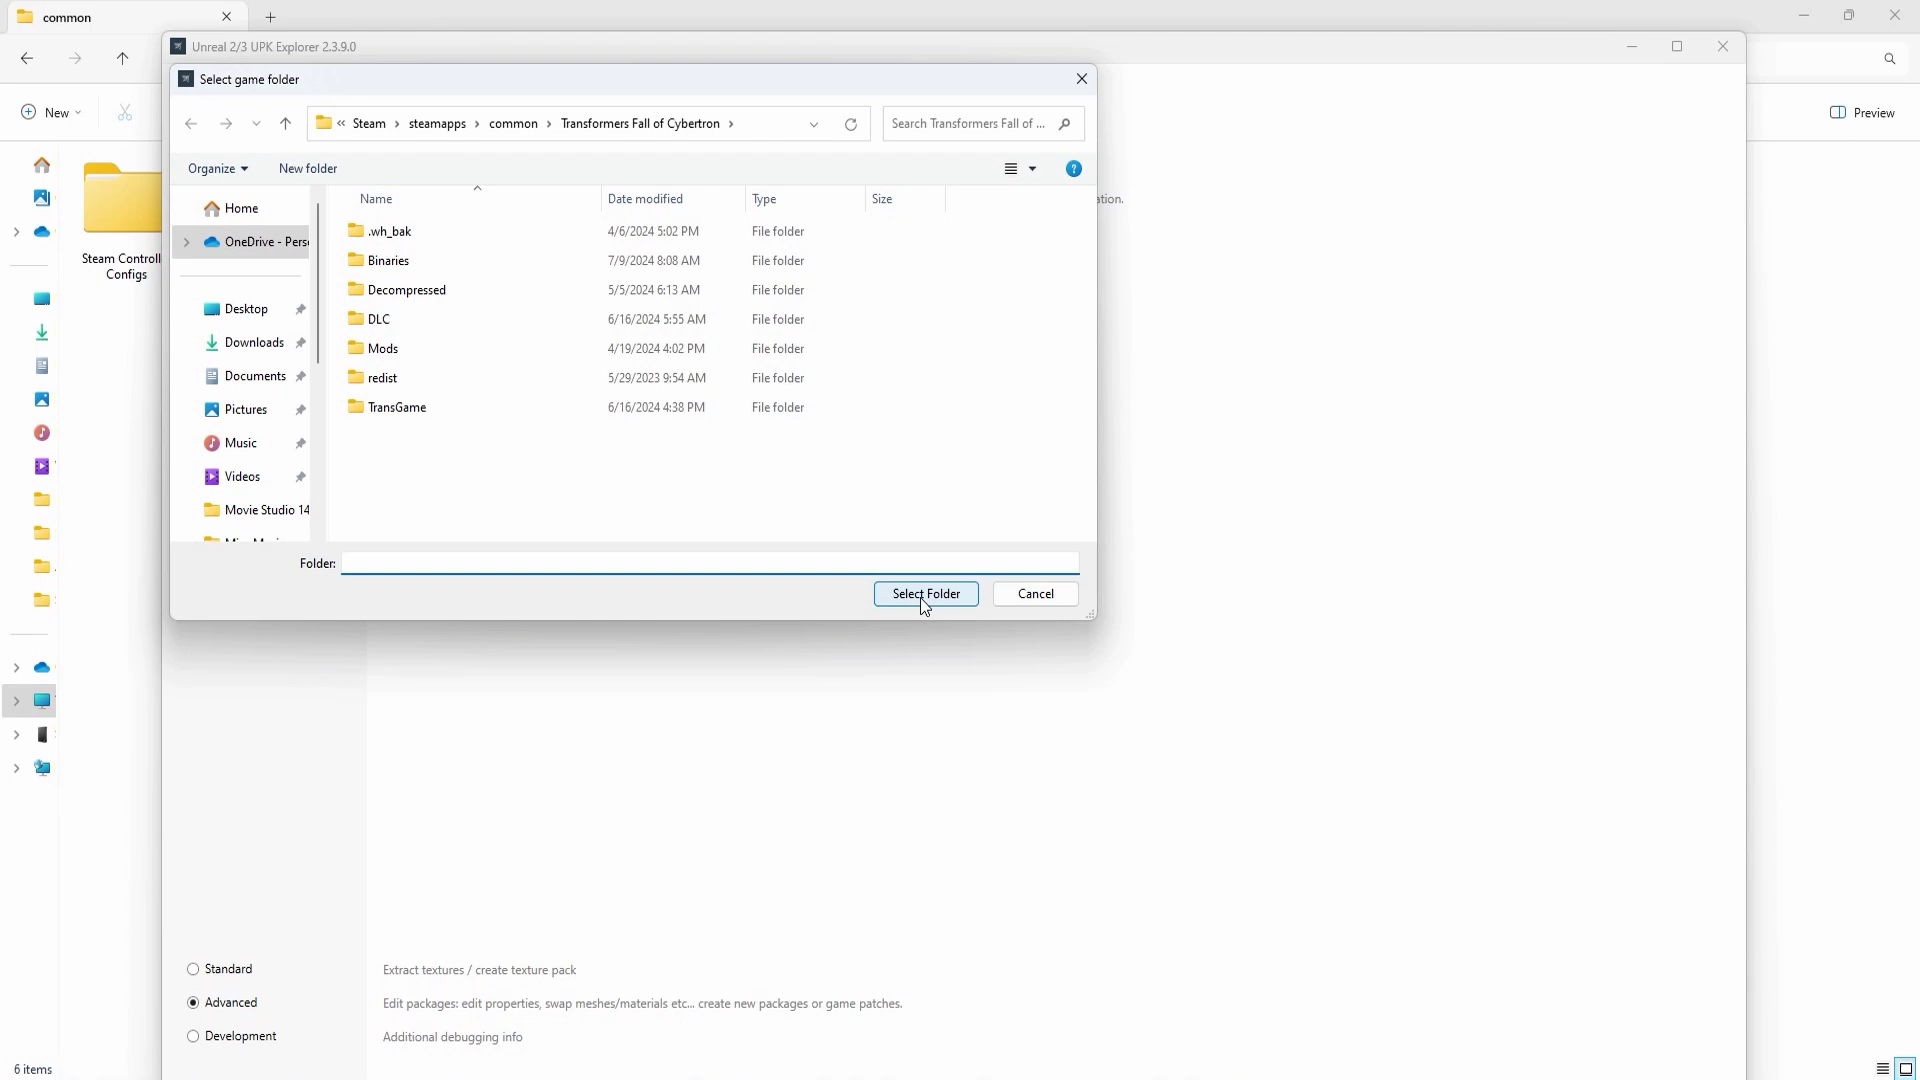 common
Unreal 2/3 UPK Explorer 2.3.9.0
Select game folder
New
« Steam > steamapps > common > Transformers Fall of Cybertron >
Search Transformers Fall of ...
Preview
Organize
New folder
Name
Date modified
Type
Size
ation.
Home
OneDrive - Pers
Desktop
Downloads
Documents
Pictures
Music
Videos
Movie Studio 14
.wh_bak 4/6/2024 5:02 PM File folder
Binaries 7/9/2024 8:08 AM File folder
Decompressed 5/5/2024 6:13 AM File folder
DLC 6/16/2024 5:55 AM File folder
Mods 4/19/2024 4:02 PM File folder
redist 5/29/2023 9:54 AM File folder
TransGame 6/16/2024 4:38 PM File folder
Steam Controll
Configs
Folder:
Select Folder
Cancel
Standard Extract textures / create texture pack
Advanced Edit packages: edit properties, swap meshes/materials etc... create new packages or game patches.
Development Additional debugging info
6 items